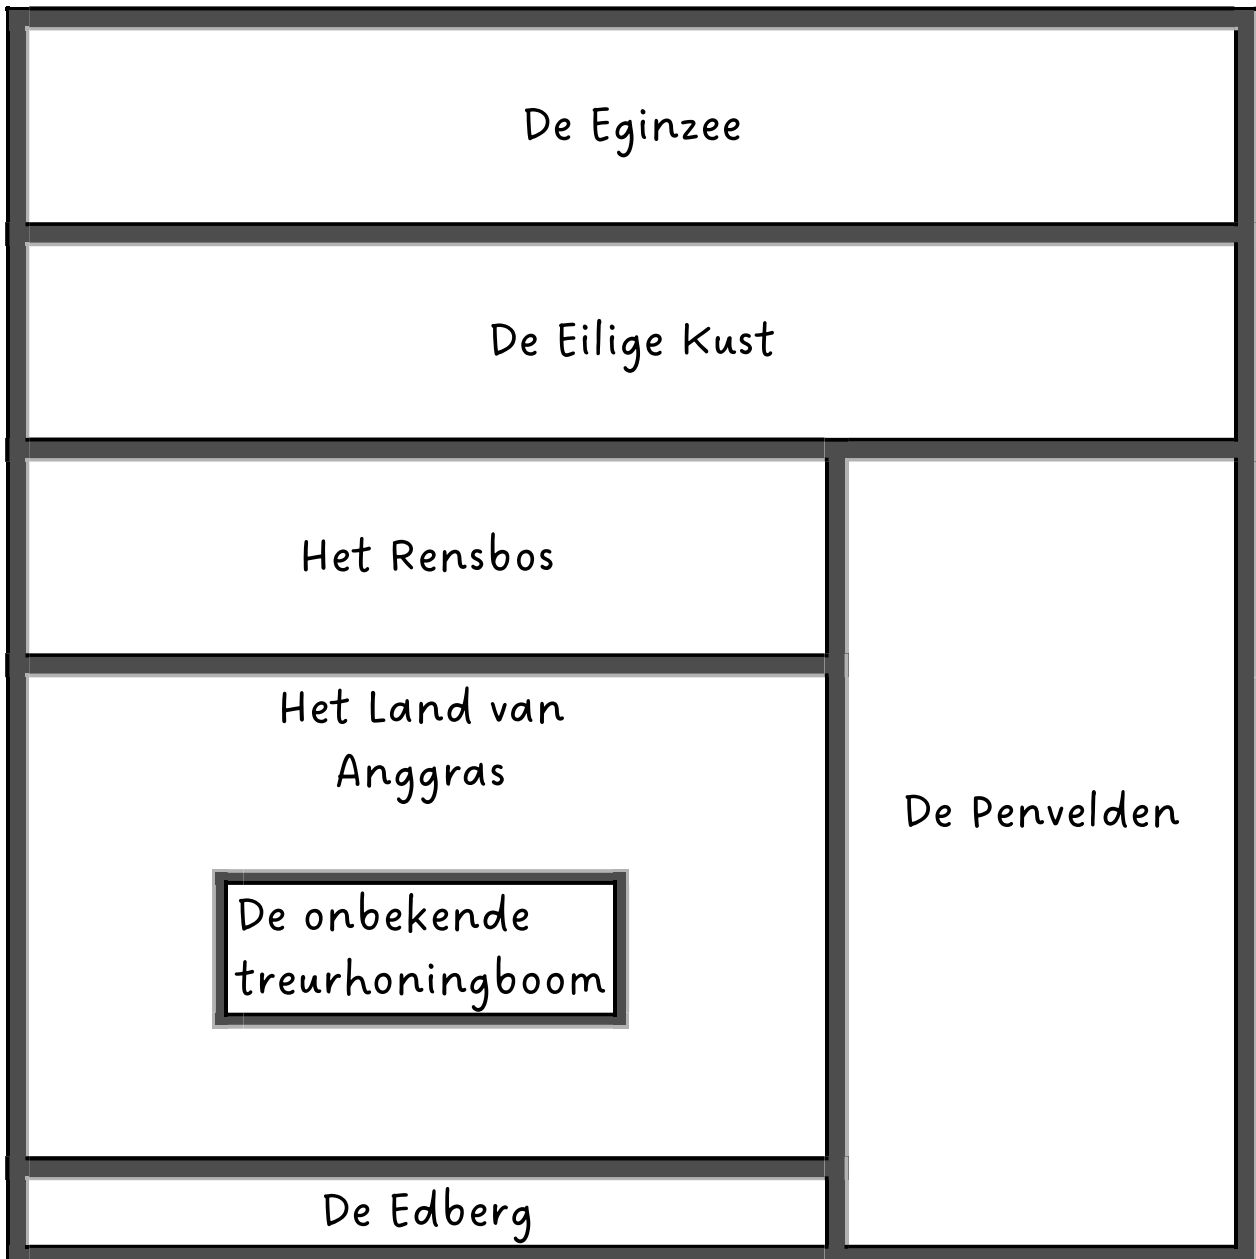 De Eginzee
De Eilige Kust
Het Rensbos
Het Land van
Anggras
De onbekende
treurhoningboom
De Penvelden
De Edberg